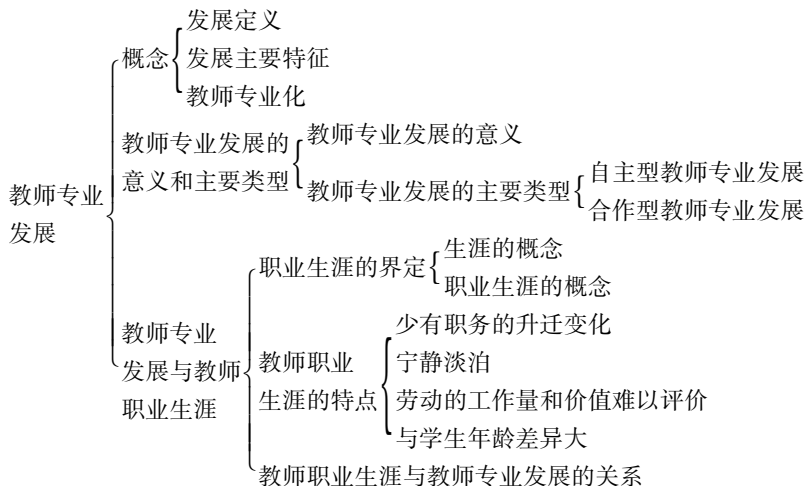 教师专业
发展
概念
发展定义
发展主要特征
教师专业化
教师专业发展的
意义和主要类型
教师专业发展的意义
教师专业发展的主要类型
自主型教师专业发展
合作型教师专业发展
教师专业
发展与教师
职业生涯
职业生涯的界定
生涯的概念
职业生涯的概念
教师职业
生涯的特点
少有职务的升迁变化
宁静淡泊
劳动的工作量和价值难以评价
与学生年龄差异大
教师职业生涯与教师专业发展的关系